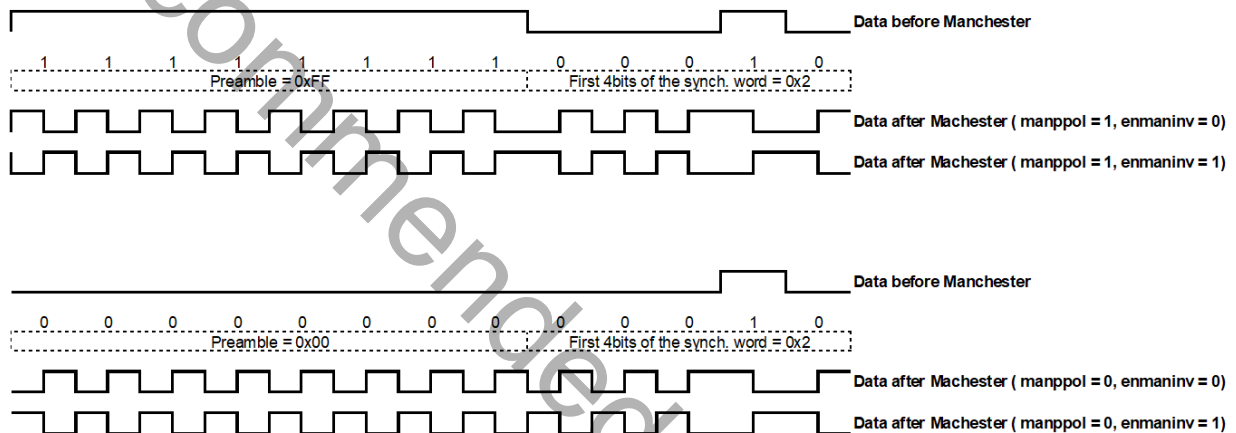 Data before Manchester
1 1 1 1 1 1 1 1 0 0 0 1 0
Preamble = 0xFF First 4bits of the synch. word = 0x2
Data after Machester ( manppol = 1, enmaninv = 0)
Data after Machester ( manppol = 1, enmaninv = 1)
Data before Manchester
0 0 0 0 0 0 0 0 0 0 0 1 0
Preamble = 0x00 First 4bits of the synch. word = 0x2
Data after Machester ( manppol = 0, enmaninv = 0)
Data after Machester ( manppol = 0, enmaninv = 1)
ommended